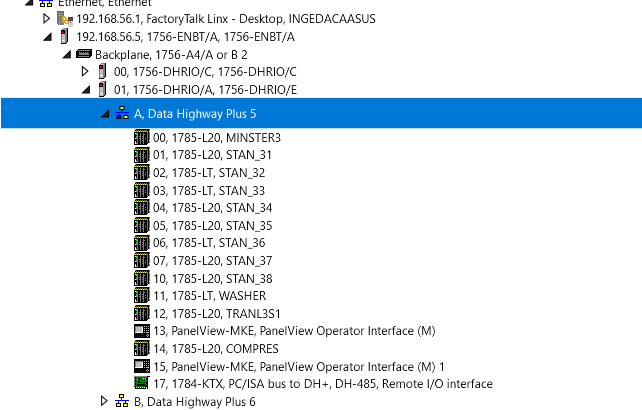 Ethernet, Ethernet
192.168.56.1, FactoryTalk Linx - Desktop, INGEDACAASUS
192.168.56.5, 1756-ENBT/A, 1756-ENBT/A
Backplane, 1756-A4/A or B 2
00, 1756-DHRIO/C, 1756-DHRIO/C
01, 1756-DHRIO/A, 1756-DHRIO/E
A, Data Highway Plus 5
00, 1785-L20, MINSTER3
01, 1785-L20, STAN_31
02, 1785-LT, STAN_32
03, 1785-LT, STAN_33
04, 1785-L20, STAN_34
05, 1785-L20, STAN_35
06, 1785-LT, STAN_36
07, 1785-L20, STAN_37
10, 1785-L20, STAN_38
11, 1785-LT, WASHER
12, 1785-L20, TRANL3S1
13, PanelView-MKE, PanelView Operator Interface (M)
14, 1785-L20, COMPRES
15, PanelView-MKE, PanelView Operator Interface (M) 1
17, 1784-KTX, PC/ISA bus to DH+, DH-485, Remote I/O interface
B, Data Highway Plus 6